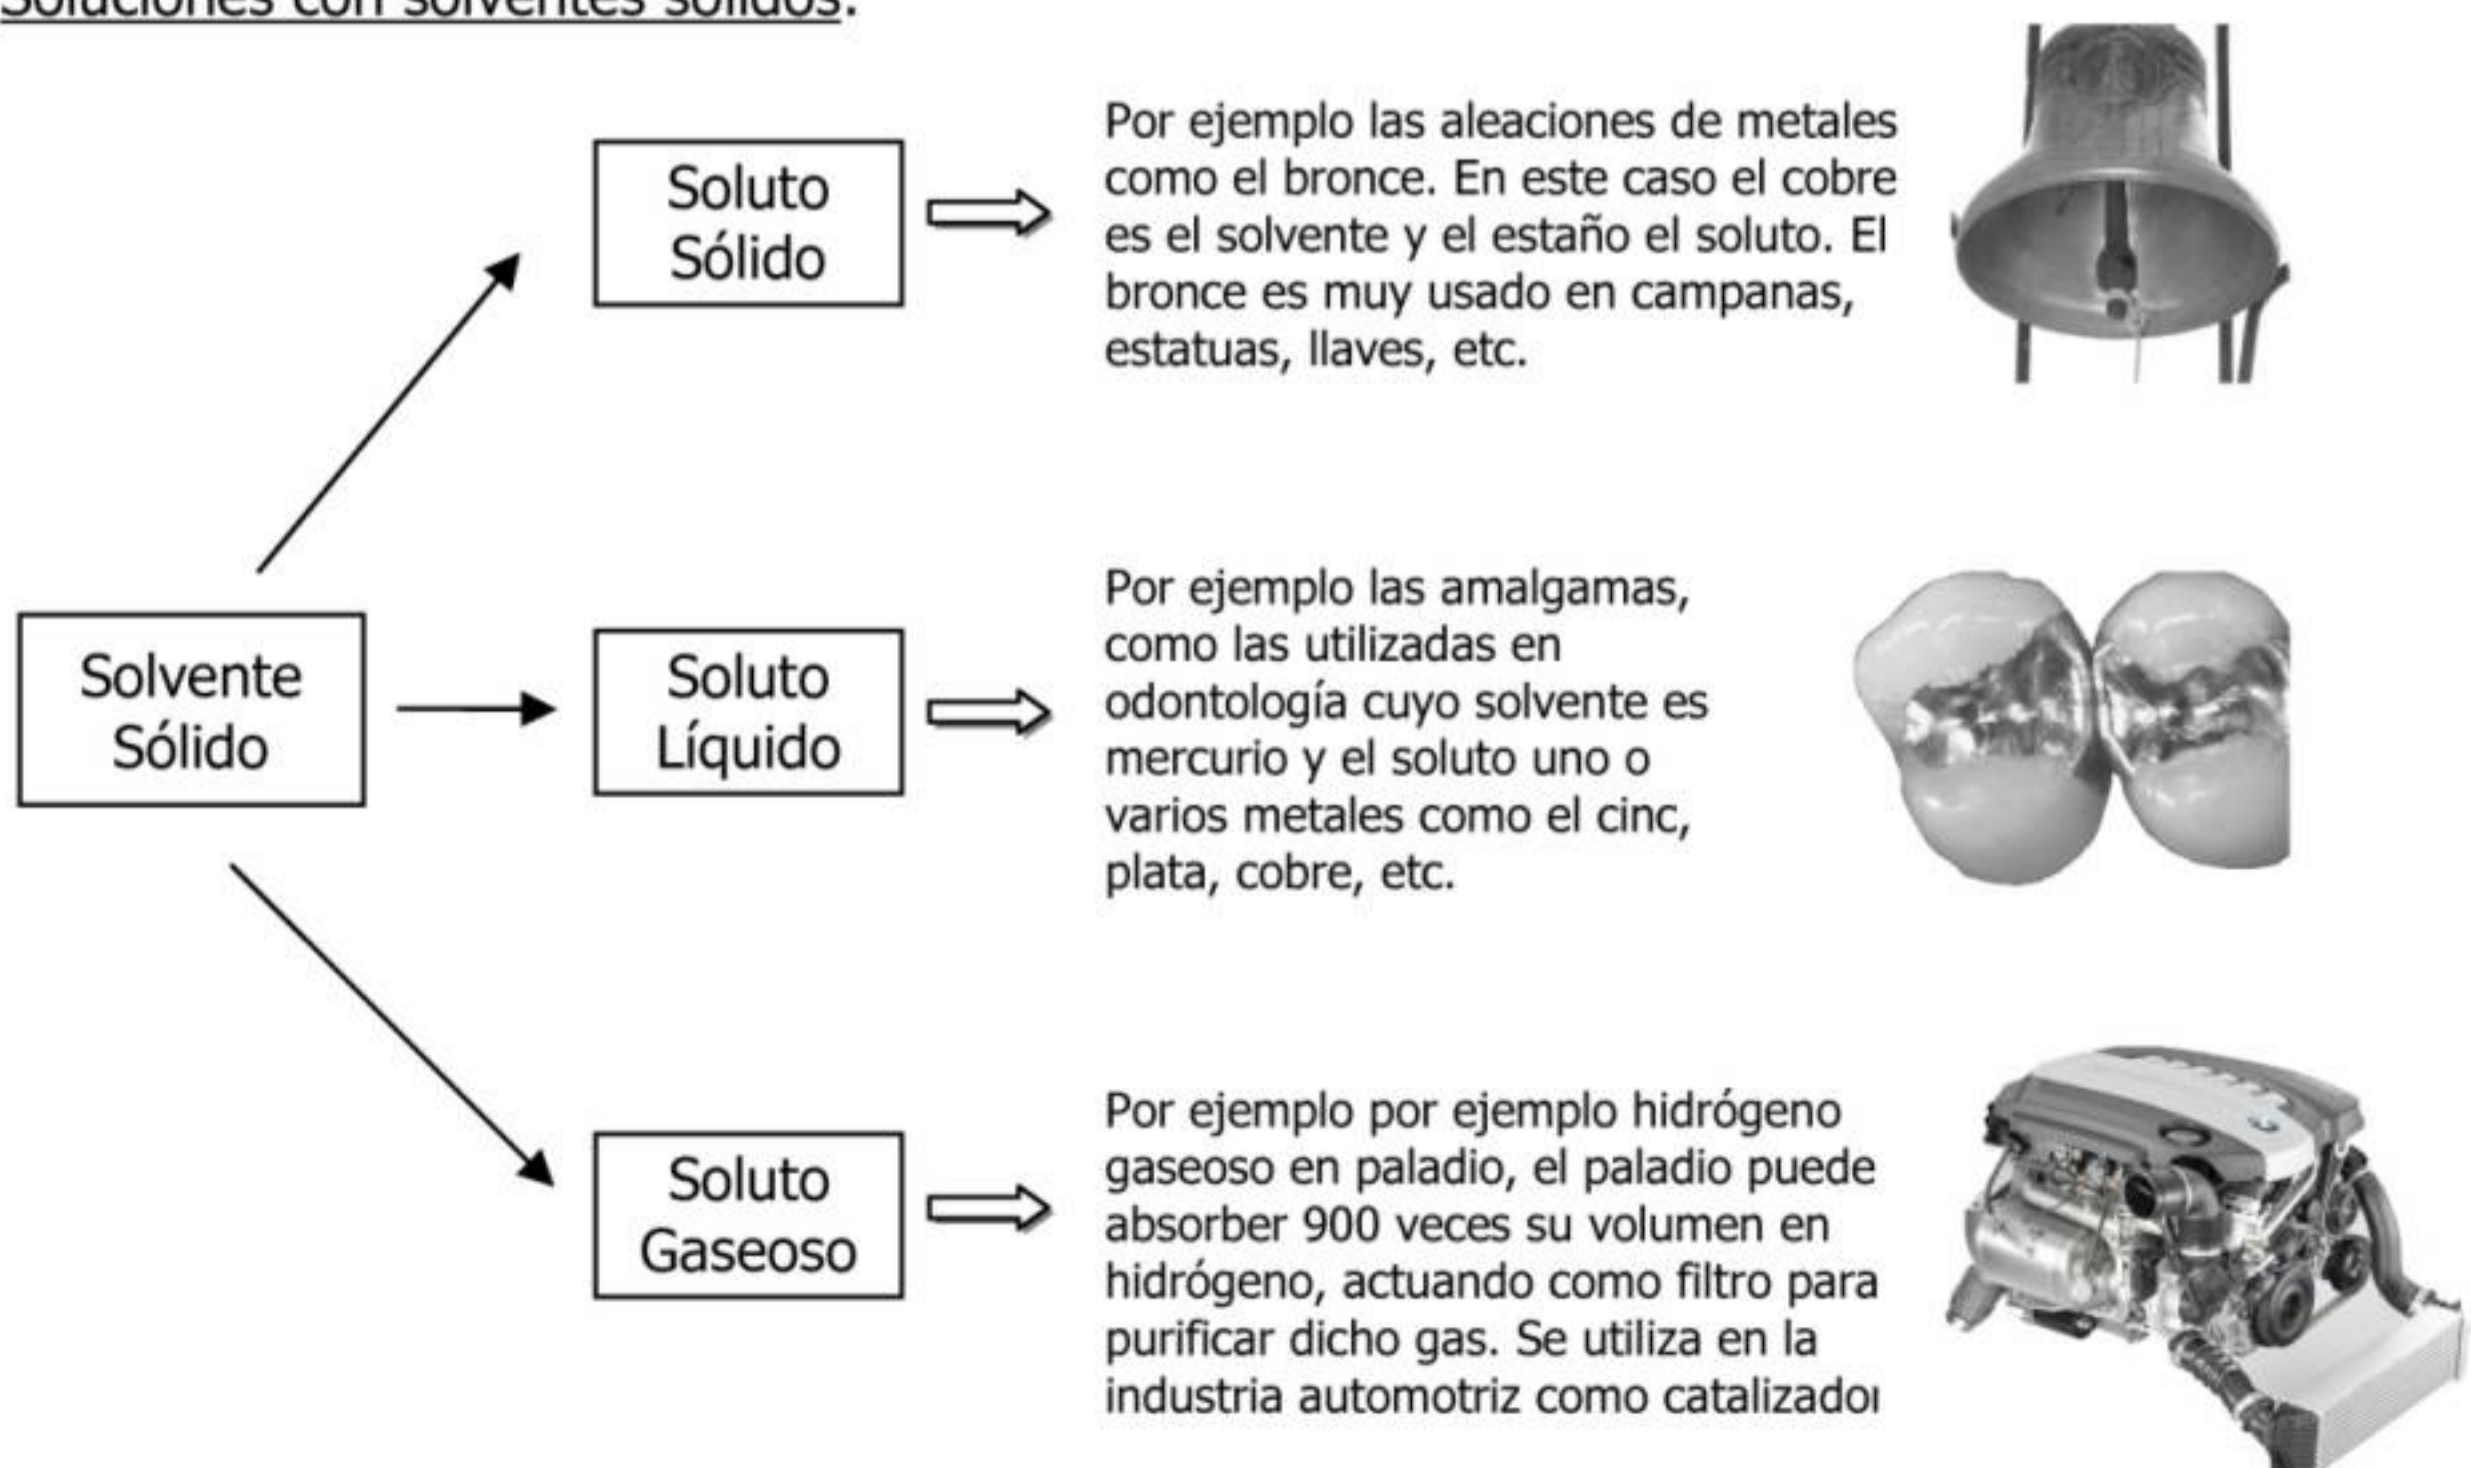 Soluciones con solventes sólidos:
Soluto
Sólido
Por ejemplo las aleaciones de metales
como el bronce. En este caso el cobre
es el solvente y el estaño el soluto. El
bronce es muy usado en campanas,
estatuas, llaves, etc.
Solvente
Sólido
Soluto
Líquido
Por ejemplo las amalgamas,
como las utilizadas en
odontología cuyo solvente es
mercurio y el soluto uno o
varios metales como el cinc,
plata, cobre, etc.
Soluto
Gaseoso
Por ejemplo por ejemplo hidrógeno
gaseoso en paladio, el paladio puede
absorber 900 veces su volumen en
hidrógeno, actuando como filtro para
purificar dicho gas. Se utiliza en la
industria automotriz como catalizador